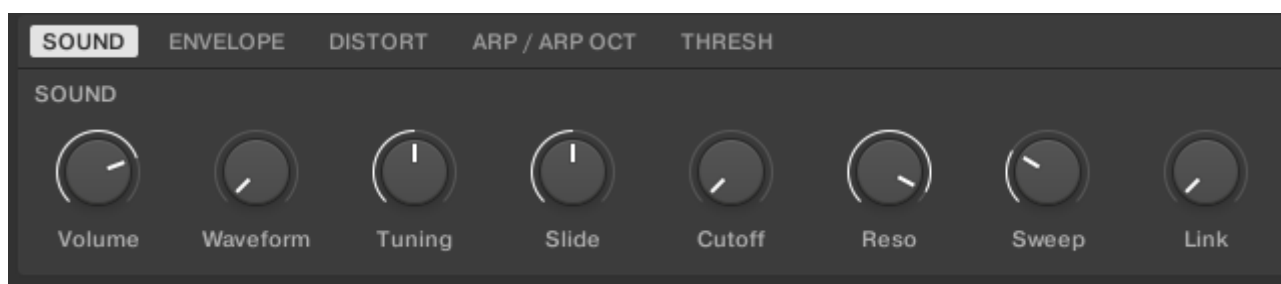 SOUND ENVELOPE DISTORT ARP / ARP OCT THRESH
SOUND
Volume Waveform Tuning Slide Cutoff Reso Sweep Link